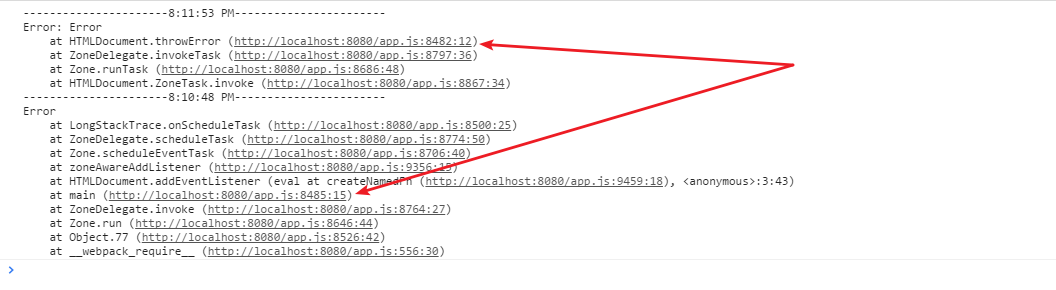 ----------------------8:11:53 PM-----------------------
Error: Error
at HTMLDocument.throwError (http://localhost:8080/app.js:8482:12)
at ZoneDelegate.invokeTask (http://localhost:8080/app.js:8797:36)
at Zone.runTask (http://localhost:8080/app.js:8686:48)
at HTMLDocument.ZoneTask.invoke (http://localhost:8080/app.js:8867:34)
----------------------8:10:48 PM-----------------------
Error
at LongStackTrace.onScheduleTask (http://localhost:8080/app.js:8500:25)
at ZoneDelegate.scheduleTask (http://localhost:8080/app.js:8774:50)
at Zone.scheduleEventTask (http://localhost:8080/app.js:8706:40)
at zoneAwareAddListener (http://localhost:8080/app.js:9356:15)
at HTMLDocument.addEventListener (eval at createNamedFn (http://localhost:8080/app.js:9459:18), <anonymous>:3:43)
at main (http://localhost:8080/app.js:8485:15)
at ZoneDelegate.invoke (http://localhost:8080/app.js:8764:27)
at Zone.run (http://localhost:8080/app.js:8646:44)
at Object.77 (http://localhost:8080/app.js:8526:42)
at __webpack_require__ (http://localhost:8080/app.js:556:30)